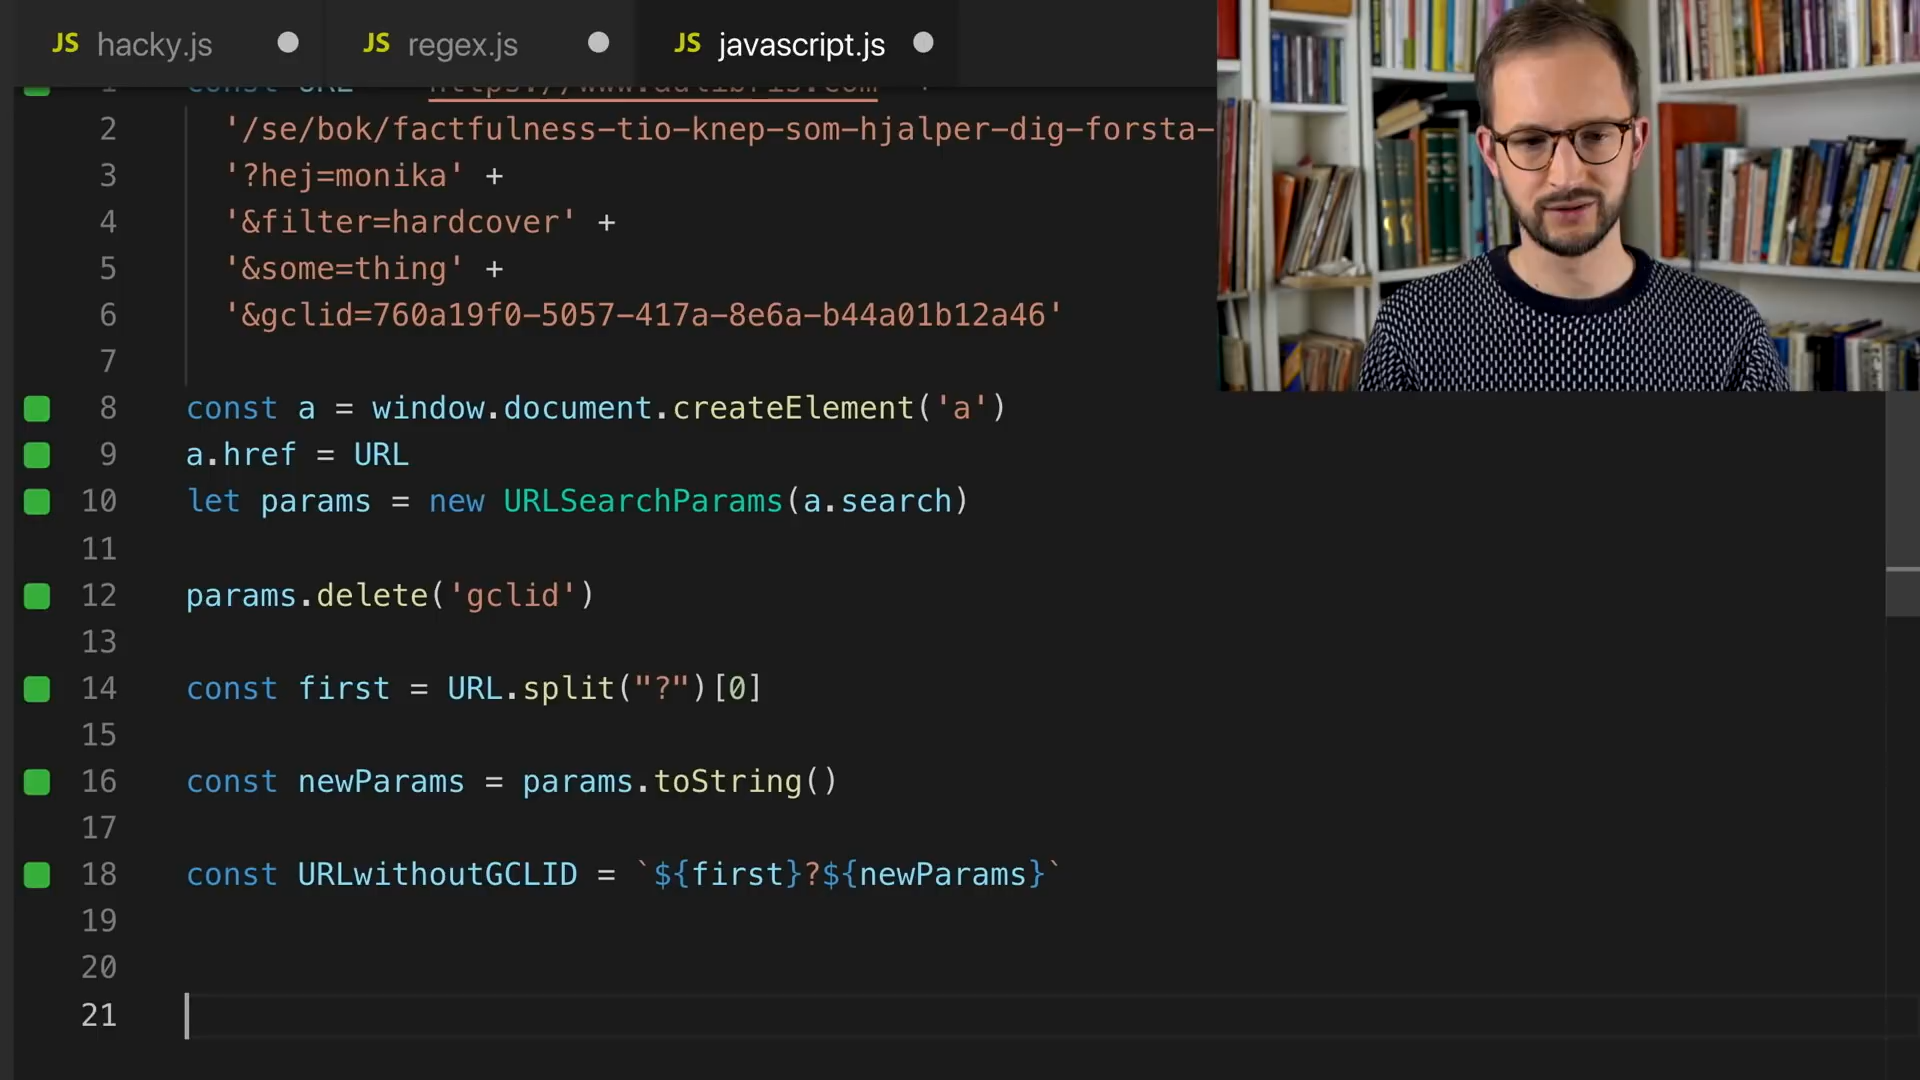 JS hacky.js JS regex.js JS javascript.js
1 const URL
2 '/se/bok/factfulness-tio-knep-som-hjalper-dig-forsta-
3 '?hej=monika' +
4 '&filter=hardcover' +
5 '&some=thing' +
6 '&gclid=760a19f0-5057-417a-8e6a-b44a01b12a46'
7
8 const a = window.document.createElement('a')
9 a.href = URL
10 let params = new URLSearchParams(a.search)
11
12 params.delete('gclid')
13
14 const first = URL.split("?")[0]
15
16 const newParams = params.toString()
17
18 const URLwithoutGCLID = `${first}?${newParams}`
19
20
21